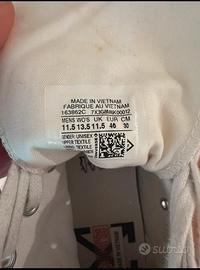 MADE IN VIETNAM
FABRIQUE AU VIETNAM
163862C
MENS WO'S UK EUR CM
11.5 13.5 11.5 46 30
GENDER: UNISEX
UPPER: TEXTILE
subito